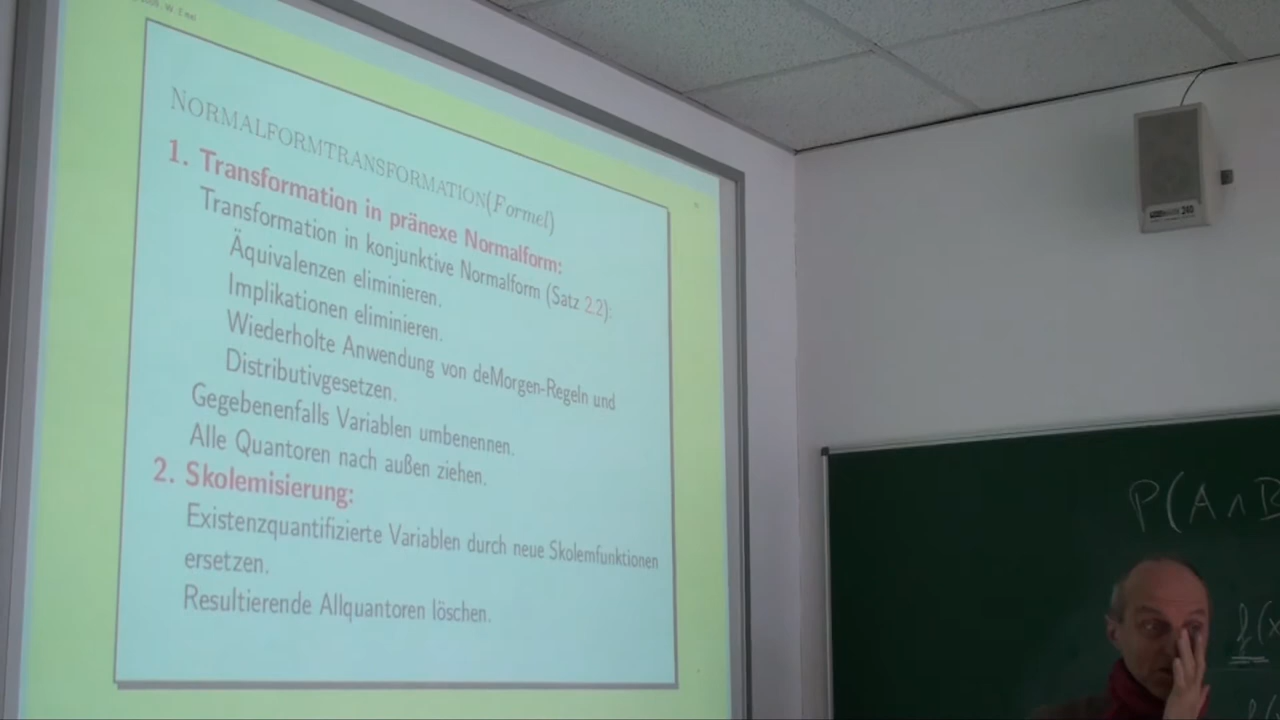 NORMALFORMTRANSFORMATION(Formel)
1. Transformation in pränexe Normalform:
Transformation in konjunktive Normalform (Satz 2.2):
Äquivalenzen eliminieren.
Implikationen eliminieren.
Wiederholte Anwendung von deMorgen-Regeln und
Distributivgesetzen.
Gegebenenfalls Variablen umbenennen.
Alle Quantoren nach außen ziehen.
2. Skolemisierung:
Existenzquantifizierte Variablen durch neue Skolemfunktionen
ersetzen.
Resultierende Allquantoren löschen.
P(A∧B
f(x